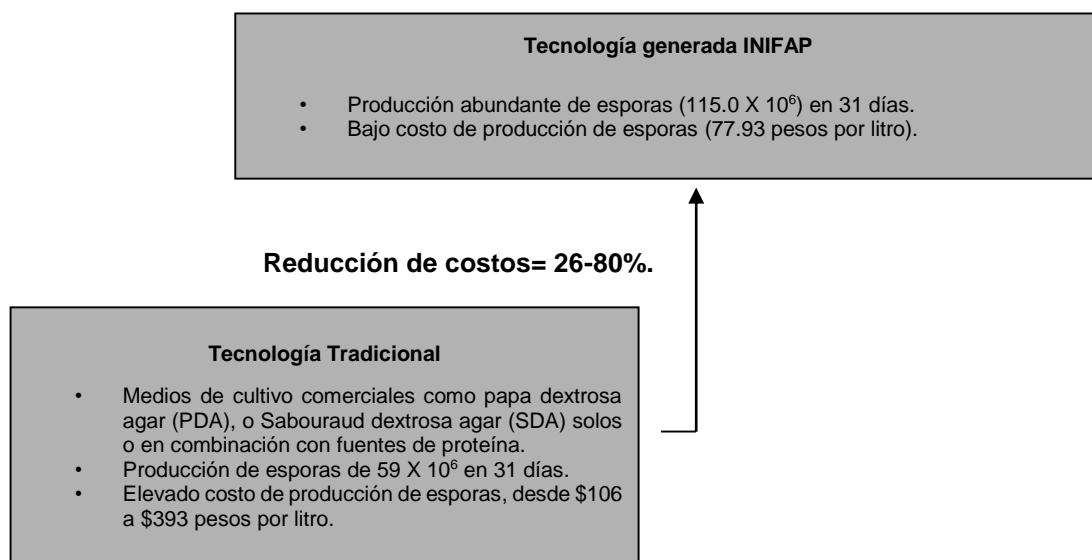 Tecnología generada INIFAP
• Producción abundante de esporas (115.0 X 10⁶) en 31 días.
• Bajo costo de producción de esporas (77.93 pesos por litro).
Reducción de costos= 26-80%.
Tecnología Tradicional
• Medios de cultivo comerciales como papa dextrosa
agar (PDA), o Sabouraud dextrosa agar (SDA) solos
o en combinación con fuentes de proteína.
• Producción de esporas de 59 X 10⁶ en 31 días.
• Elevado costo de producción de esporas, desde $106
a $393 pesos por litro.